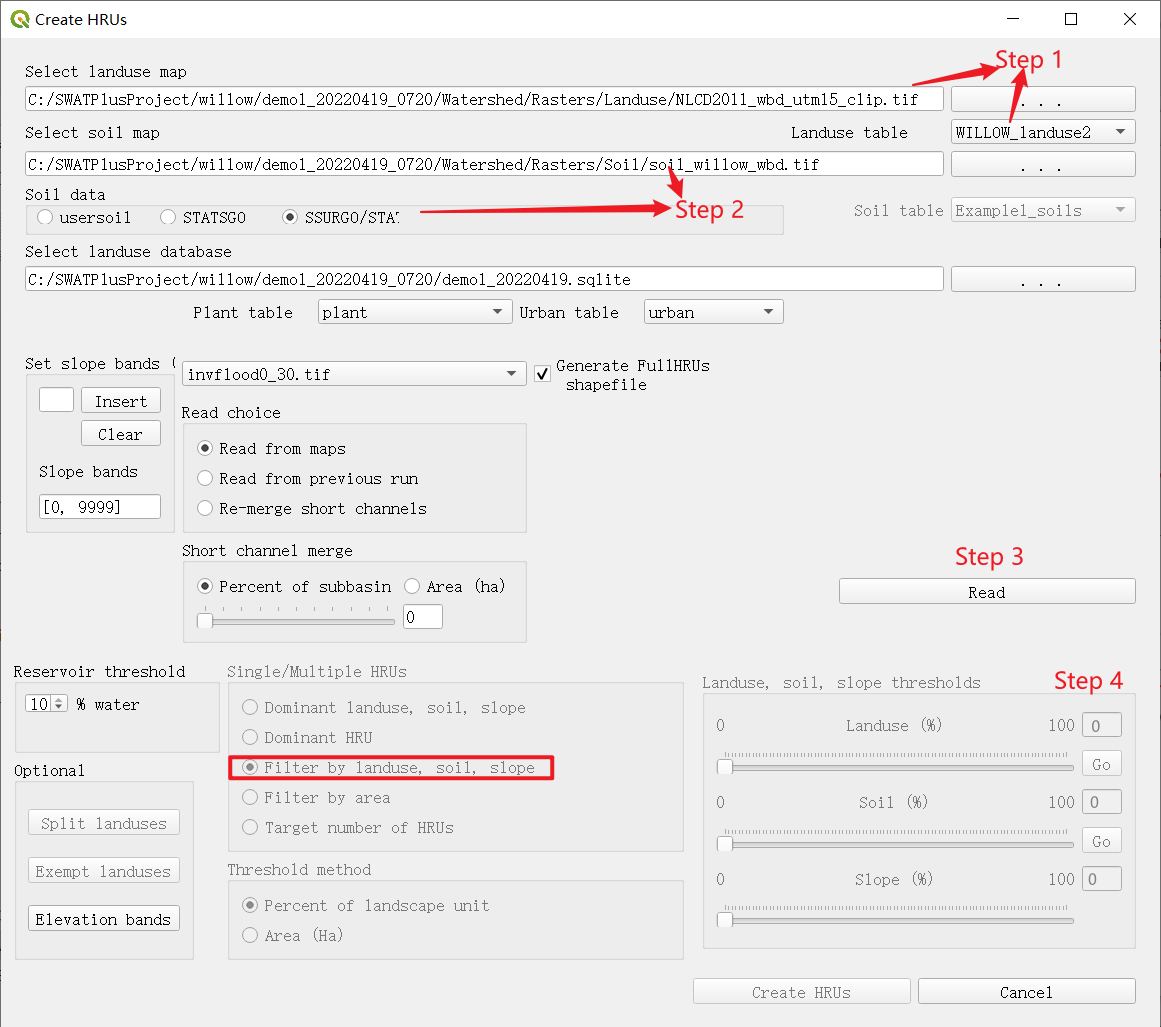 Create HRUs
Step 1
Select landuse map
C:/SWATPlusProject/willow/demo1_20220419_0720/Watershed/Rasters/Landuse/NLCD2011_wbd_utm15_clip.tif
. . .
Select soil map
Landuse table
WILLOW_landuse2
C:/SWATPlusProject/willow/demo1_20220419_0720/Watershed/Rasters/Soil/soil_willow_wbd.tif
. . .
Soil data
usersoil
STATSGO
SSURGO/STA
Step 2
Soil table
Example1_soils
Select landuse database
C:/SWATPlusProject/willow/demo1_20220419_0720/demo1_20220419.sqlite
. . .
Plant table
plant
Urban table
urban
Set slope bands (
invflood0_30.tif
Generate FullHRUs
shapefile
Insert
Clear
Slope bands
[0, 9999]
Read choice
Read from maps
Read from previous run
Re-merge short channels
Short channel merge
Percent of subbasin
Area (ha)
0
Step 3
Read
Reservoir threshold
10
% water
Optional
Split landuses
Exempt landuses
Elevation bands
Single/Multiple HRUs
Dominant landuse, soil, slope
Dominant HRU
Filter by landuse, soil, slope
Filter by area
Target number of HRUs
Threshold method
Percent of landscape unit
Area (Ha)
Landuse, soil, slope thresholds
Step 4
0
Landuse (%)
100
0
Go
0
Soil (%)
100
0
Go
0
Slope (%)
100
0
Create HRUs
Cancel